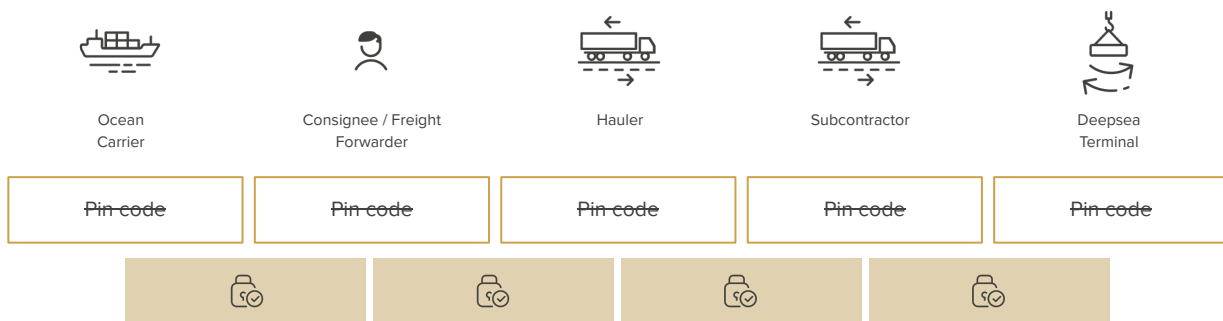 Ocean
Carrier
Consignee / Freight
Forwarder
Hauler
Subcontractor
Deepsea
Terminal
Pin code
Pin code
Pin code
Pin code
Pin code